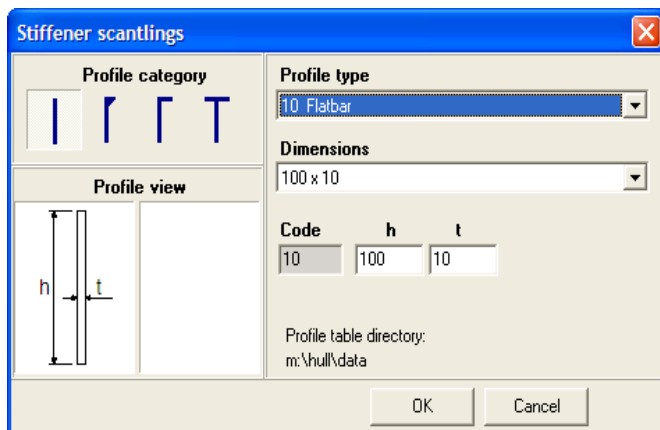 Stiffener scantlings
Profile category
Profile type
10 Flatbar
Dimensions
100 x 10
Profile view
h
t
Code h t
10 100 10
Profile table directory:
m:\hull\data
OK Cancel